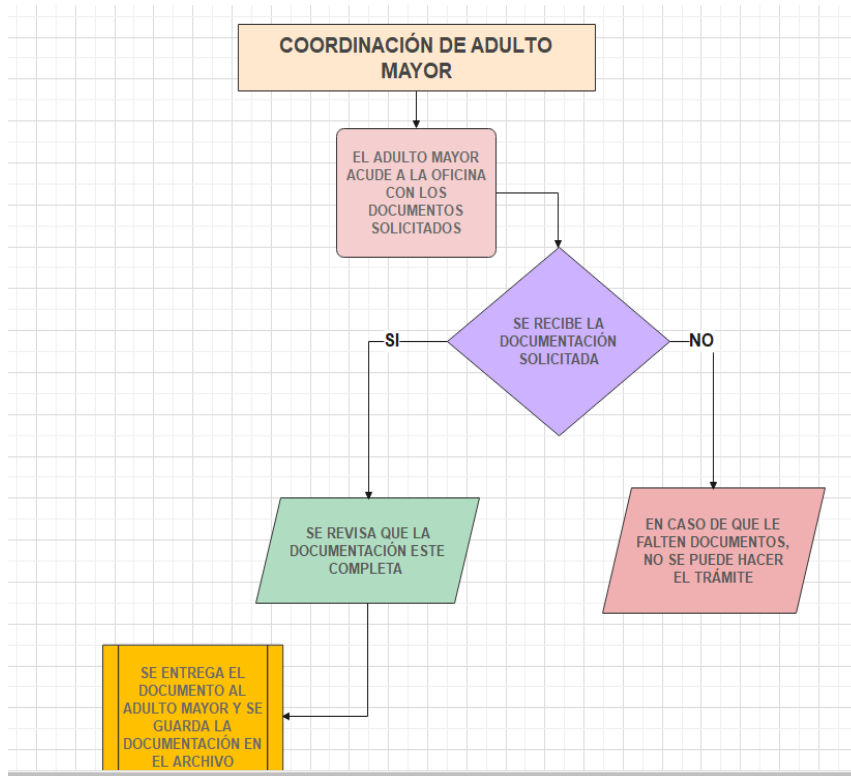 COORDINACIÓN DE ADULTO
MAYOR
EL ADULTO MAYOR
ACUDE A LA OFICINA
CON LOS
DOCUMENTOS
SOLICITADOS
SE RECIBE LA
DOCUMENTACIÓN
SOLICITADA
SI
NO
SE REVISA QUE LA
DOCUMENTACIÓN ESTE
COMPLETA
EN CASO DE QUE LE
FALTEN DOCUMENTOS,
NO SE PUEDE HACER
EL TRÁMITE
SE ENTREGA EL
DOCUMENTO AL
ADULTO MAYOR Y SE
GUARDA LA
DOCUMENTACIÓN EN
EL ARCHIVO